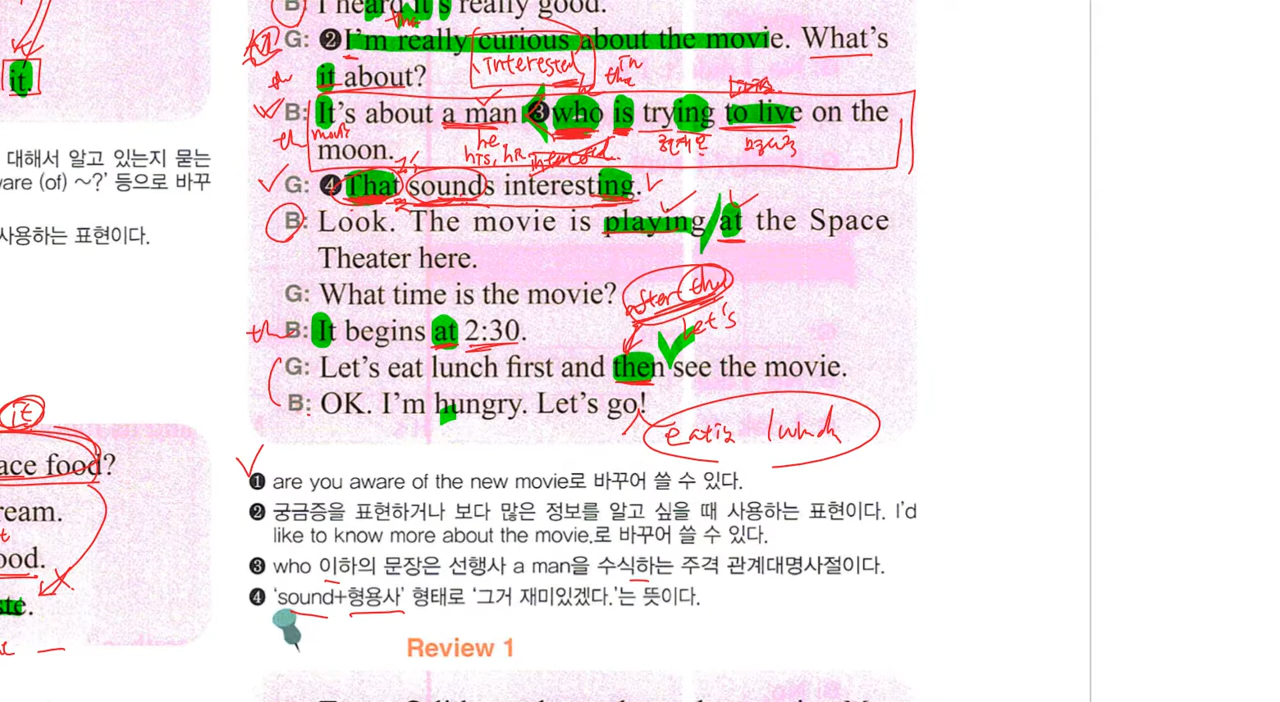 B: I heard it's really good.
G: ❷I'm really curious about the movie. What's
interested
it about?
B: It's about a man ❸who is trying to live on the
he
his, hR
moon.
G: ❹That sounds interesting.
B: Look. The movie is playing at the Space
Theater here.
G: What time is the movie?
Let's
B: It begins at 2:30.
G: Let's eat lunch first and then see the movie.
B: OK. I'm hungry. Let's go!
lunch
❶ are you aware of the new movie로 바꾸어 쓸 수 있다.
❷ 궁금증을 표현하거나 보다 많은 정보를 알고 싶을 때 사용하는 표현이다. I'd
like to know more about the movie.로 바꾸어 쓸 수 있다.
❸ who 이하의 문장은 선행사 a man을 수식하는 주격 관계대명사절이다.
❹ 'sound+형용사' 형태로 '그거 재미있겠다.'는 뜻이다.
Review 1
it.
대해서 알고 있는지 묻는
ware (of) ~?' 등으로 바꾸
사용하는 표현이다.
it
ace food?
ream.
ood.
ste.